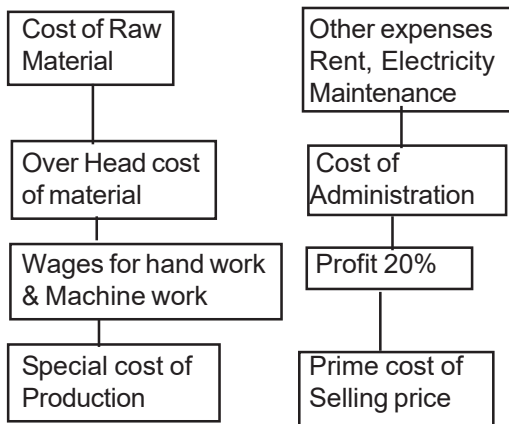 Cost of Raw
Material
Over Head cost
of material
Wages for hand work
& Machine work
Special cost of
Production
Other expenses
Rent, Electricity
Maintenance
Cost of
Administration
Profit 20%
Prime cost of
Selling price